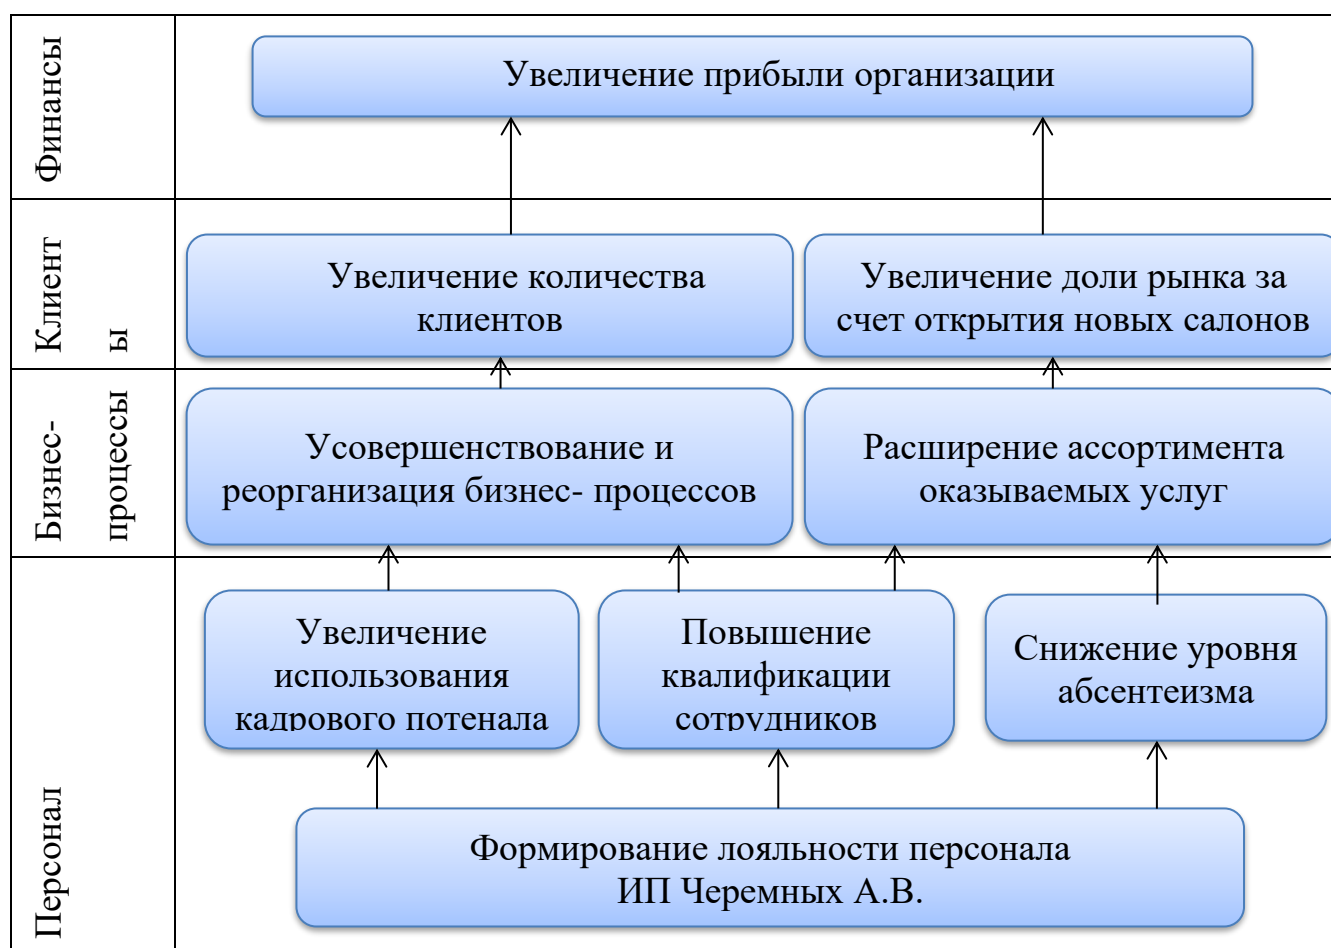 Финансы
Увеличение прибыли организации
Клиент
ы
Увеличение количества
клиентов
Увеличение доли рынка за
счет открытия новых салонов
Бизнес-
процессы
Усовершенствование и
реорганизация бизнес- процессов
Расширение ассортимента
оказываемых услуг
Персонал
Увеличение
использования
кадрового потенала
Повышение
квалификации
сотрудников
Снижение уровня
абсентеизма
Формирование лояльности персонала
ИП Черемных А.В.